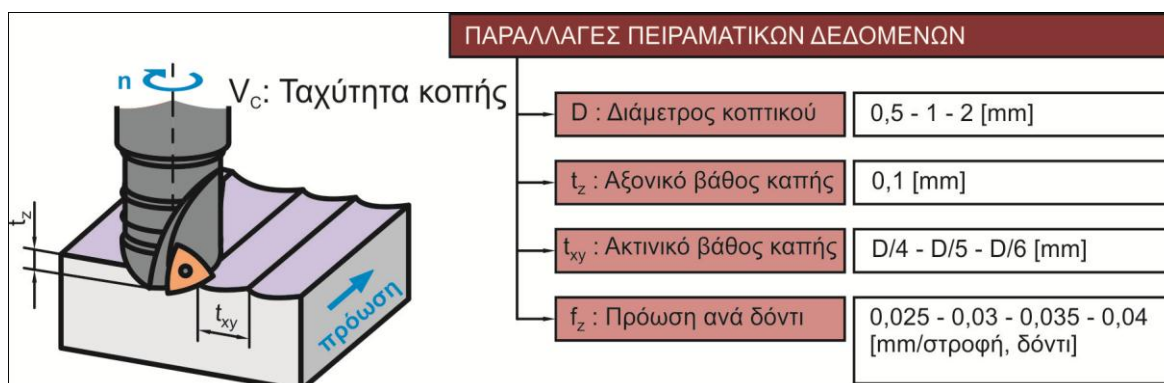 ΠΑΡΑΛΛΑΓΕΣ ΠΕΙΡΑΜΑΤΙΚΩΝ ΔΕΔΟΜΕΝΩΝ
n
Vc: Ταχύτητα κοπής
tz
txy
πρόωση
D : Διάμετρος κοπτικού
0,5 - 1 - 2 [mm]
tz : Αξονικό βάθος καπής
0,1 [mm]
txy : Ακτινικό βάθος καπής
D/4 - D/5 - D/6 [mm]
fz : Πρόωση ανά δόντι
0,025 - 0,03 - 0,035 - 0,04
[mm/στροφή, δόντι]